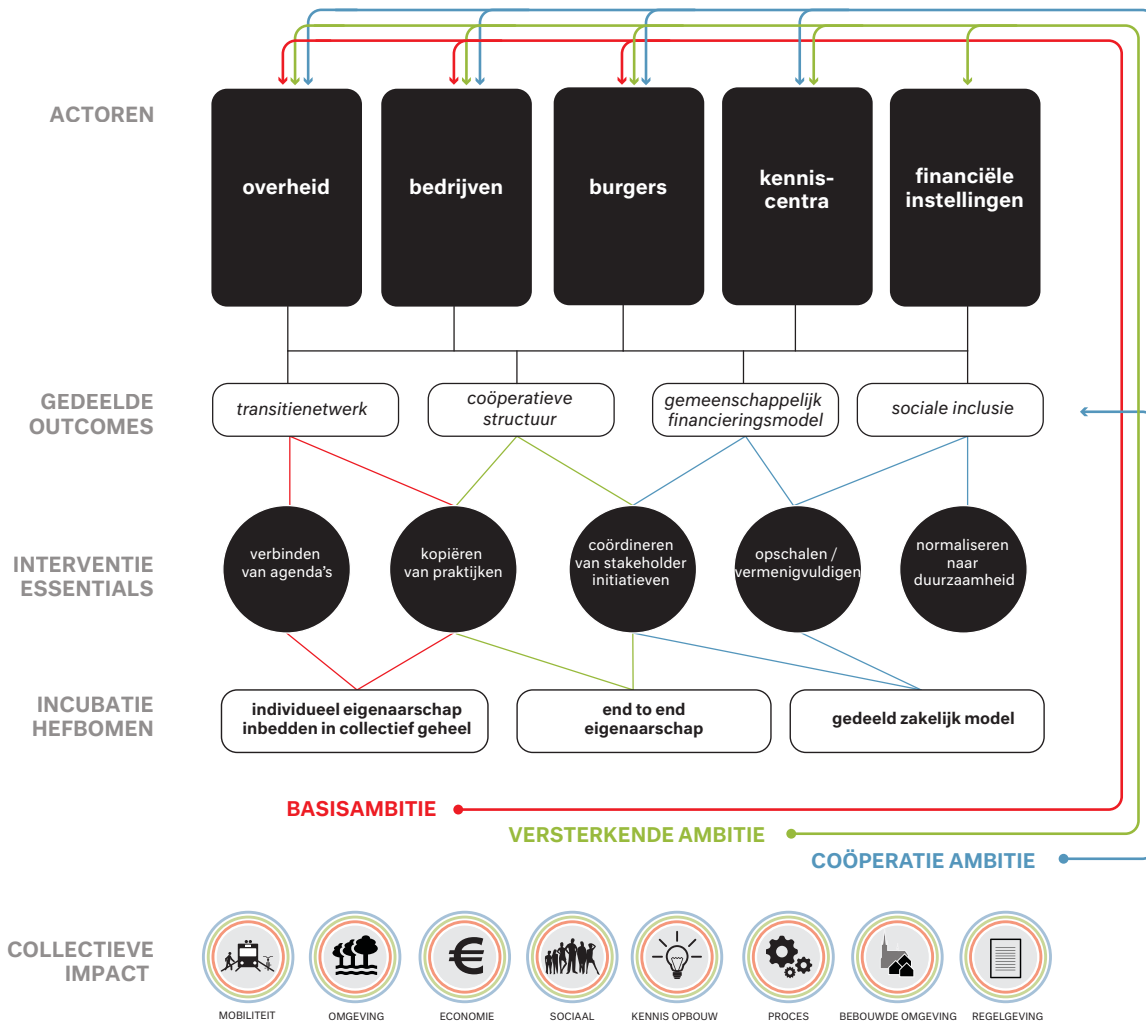 ACTOREN
overheid
bedrijven
burgers
kennis-
centra
financiële
instellingen
GEDEELDE
OUTCOMES
transitienetwerk
coöperatieve
structuur
gemeenschappelijk
financieringsmodel
sociale inclusie
INTERVENTIE
ESSENTIALS
verbinden
van agenda's
kopiëren
van praktijken
coördineren
van stakeholder
initiatieven
opschalen /
vermenigvuldigen
normaliseren
naar
duurzaamheid
INCUBATIE
HEFBOMEN
individueel eigenaarschap
inbedden in collectief geheel
end to end
eigenaarschap
gedeeld zakelijk model
BASISAMBITIE
VERSTERKENDE AMBITIE
COÖPERATIE AMBITIE
COLLECTIEVE
IMPACT
MOBILITEIT
OMGEVING
ECONOMIE
SOCIAAL
KENNIS OPBOUW
PROCES
BEBOUWDE OMGEVING
REGELGEVING